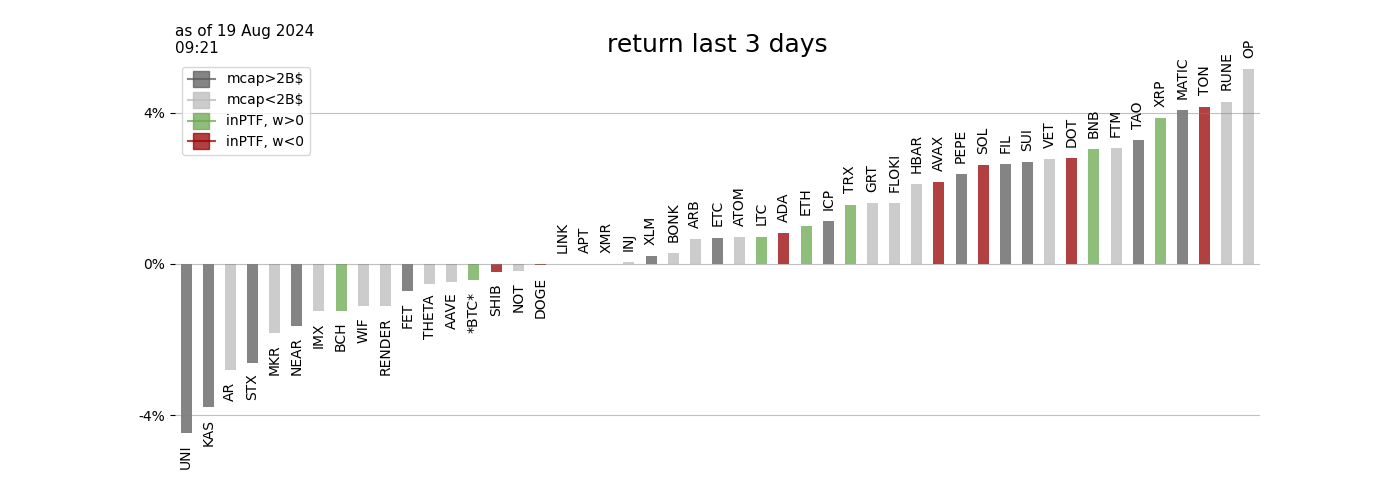 as of 19 Aug 2024
09:21
return last 3 days
mcap>2B$
mcap<2B$
inPTF, w>0
inPTF, w<0
4%
0%
-4%
UNI
KAS
AR
STX
MKR
NEAR
IMX
BCH
WIF
RENDER
FET
THETA
AAVE
*BTC*
SHIB
NOT
DOGE
LINK
APT
XMR
INJ
XLM
BONK
ARB
ETC
ATOM
LTC
ADA
ETH
ICP
TRX
GRT
FLOKI
HBAR
AVAX
PEPE
SOL
FIL
SUI
VET
DOT
BNB
FTM
TAO
XRP
MATIC
TON
RUNE
OP